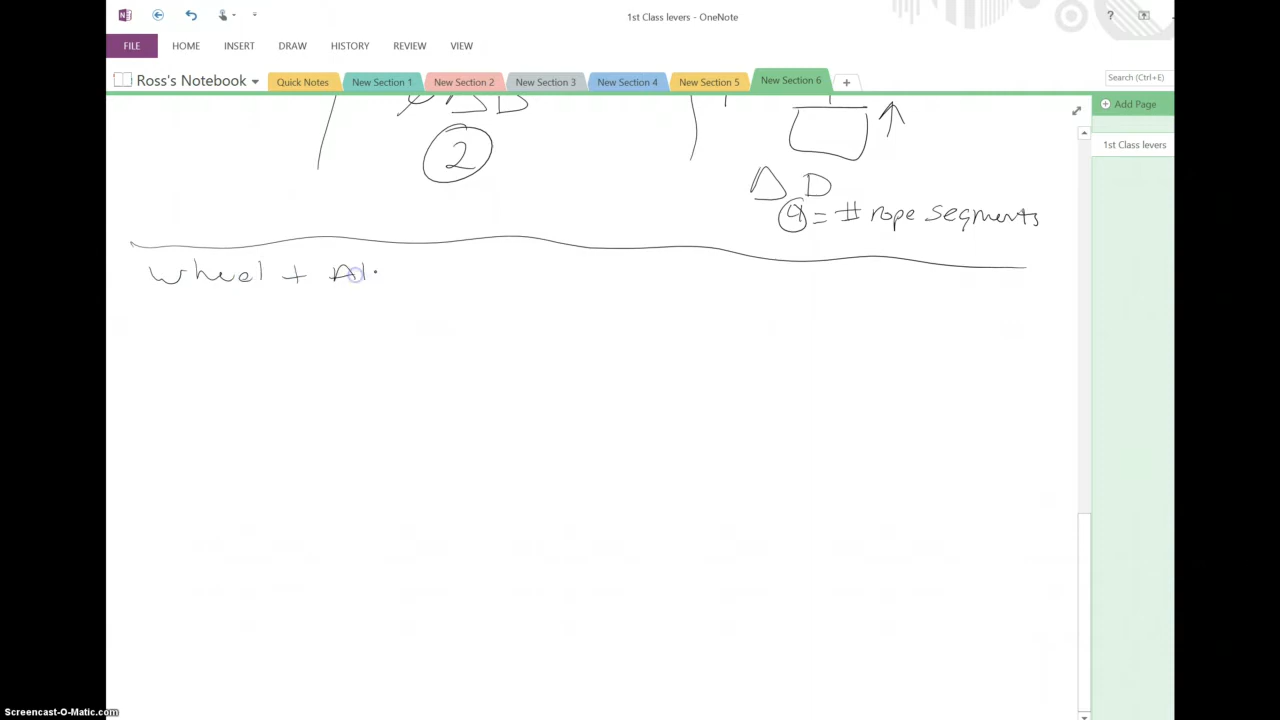 1st Class levers - OneNote
?
FILE HOME INSERT DRAW HISTORY REVIEW VIEW
Ross's Notebook Quick Notes New Section 1 New Section 2 New Section 3 New Section 4 New Section 5 New Section 6 +
Search (Ctrl+E)
Add Page
1st Class levers
2
Δ D
4 = # rope segments
wheel + A
Screencast-O-Matic.com